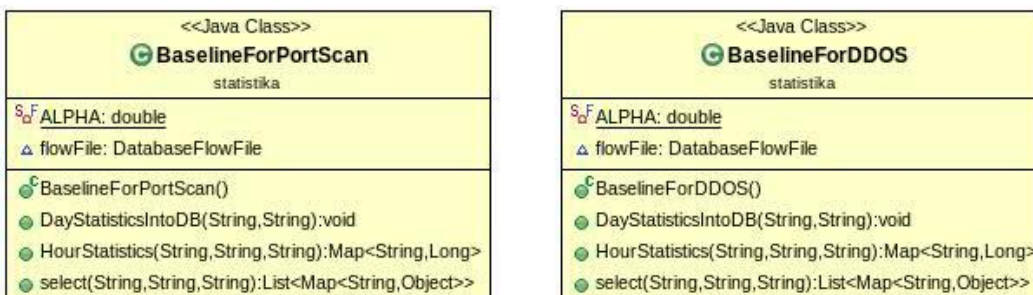 <<Java Class>>
BaselineForPortScan
statistika
ALPHA: double
flowFile: DatabaseFlowFile
BaselineForPortScan()
DayStatisticsIntoDB(String,String):void
HourStatistics(String,String,String):Map<String,Long>
select(String,String,String):List<Map<String,Object>>
<<Java Class>>
BaselineForDDOS
statistika
ALPHA: double
flowFile: DatabaseFlowFile
BaselineForDDOS()
DayStatisticsIntoDB(String,String):void
HourStatistics(String,String,String):Map<String,Long>
select(String,String,String):List<Map<String,Object>>